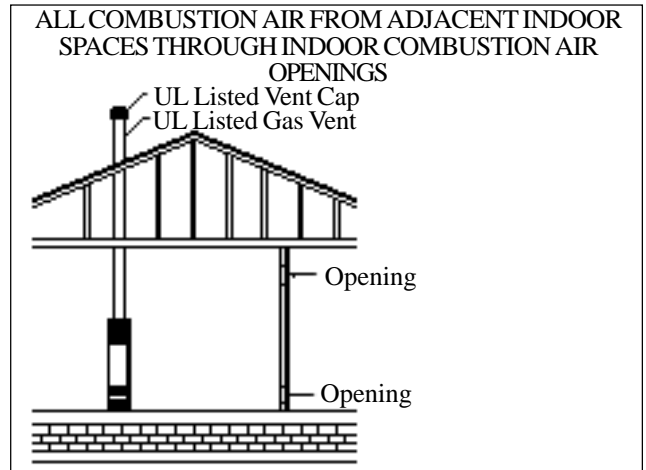 ALL COMBUSTION AIR FROM ADJACENT INDOOR
SPACES THROUGH INDOOR COMBUSTION AIR
OPENINGS
UL Listed Vent Cap
UL Listed Gas Vent
Opening
Opening